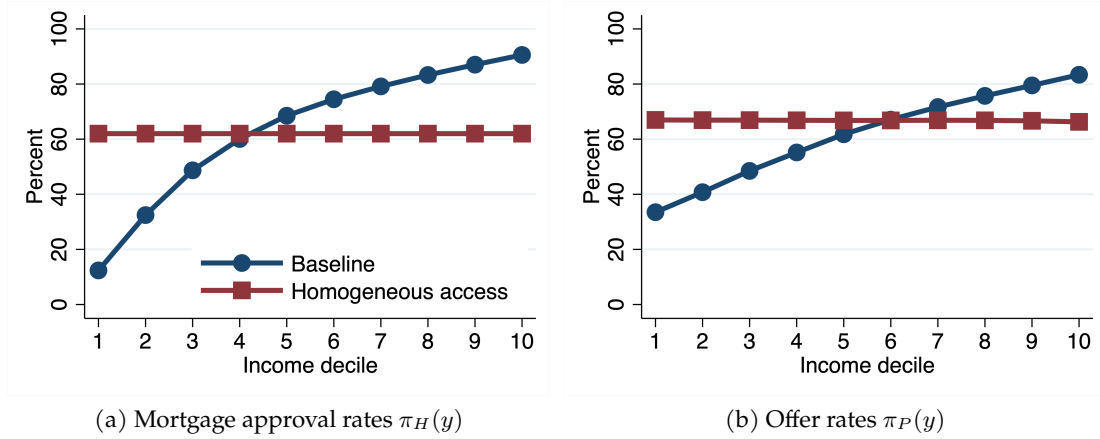 100
80
60
40
20
0
Percent
Baseline
Homogeneous access
1 2 3 4 5 6 7 8 9 10
Income decile
(a) Mortgage approval rates π_H(y)
100
80
60
40
20
0
Percent
1 2 3 4 5 6 7 8 9 10
Income decile
(b) Offer rates π_P(y)